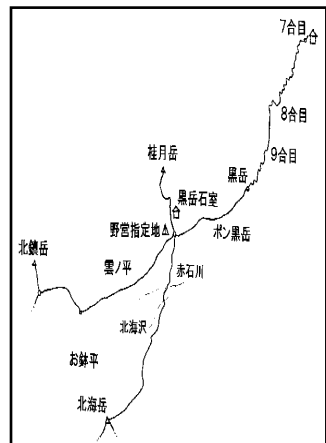 7合目
8合目
9合目
桂月岳
黒岳
黒岳石室
野営指定地
ポン黒岳
北鎮岳
雲ノ平
赤石川
北海沢
お鉢平
北海岳